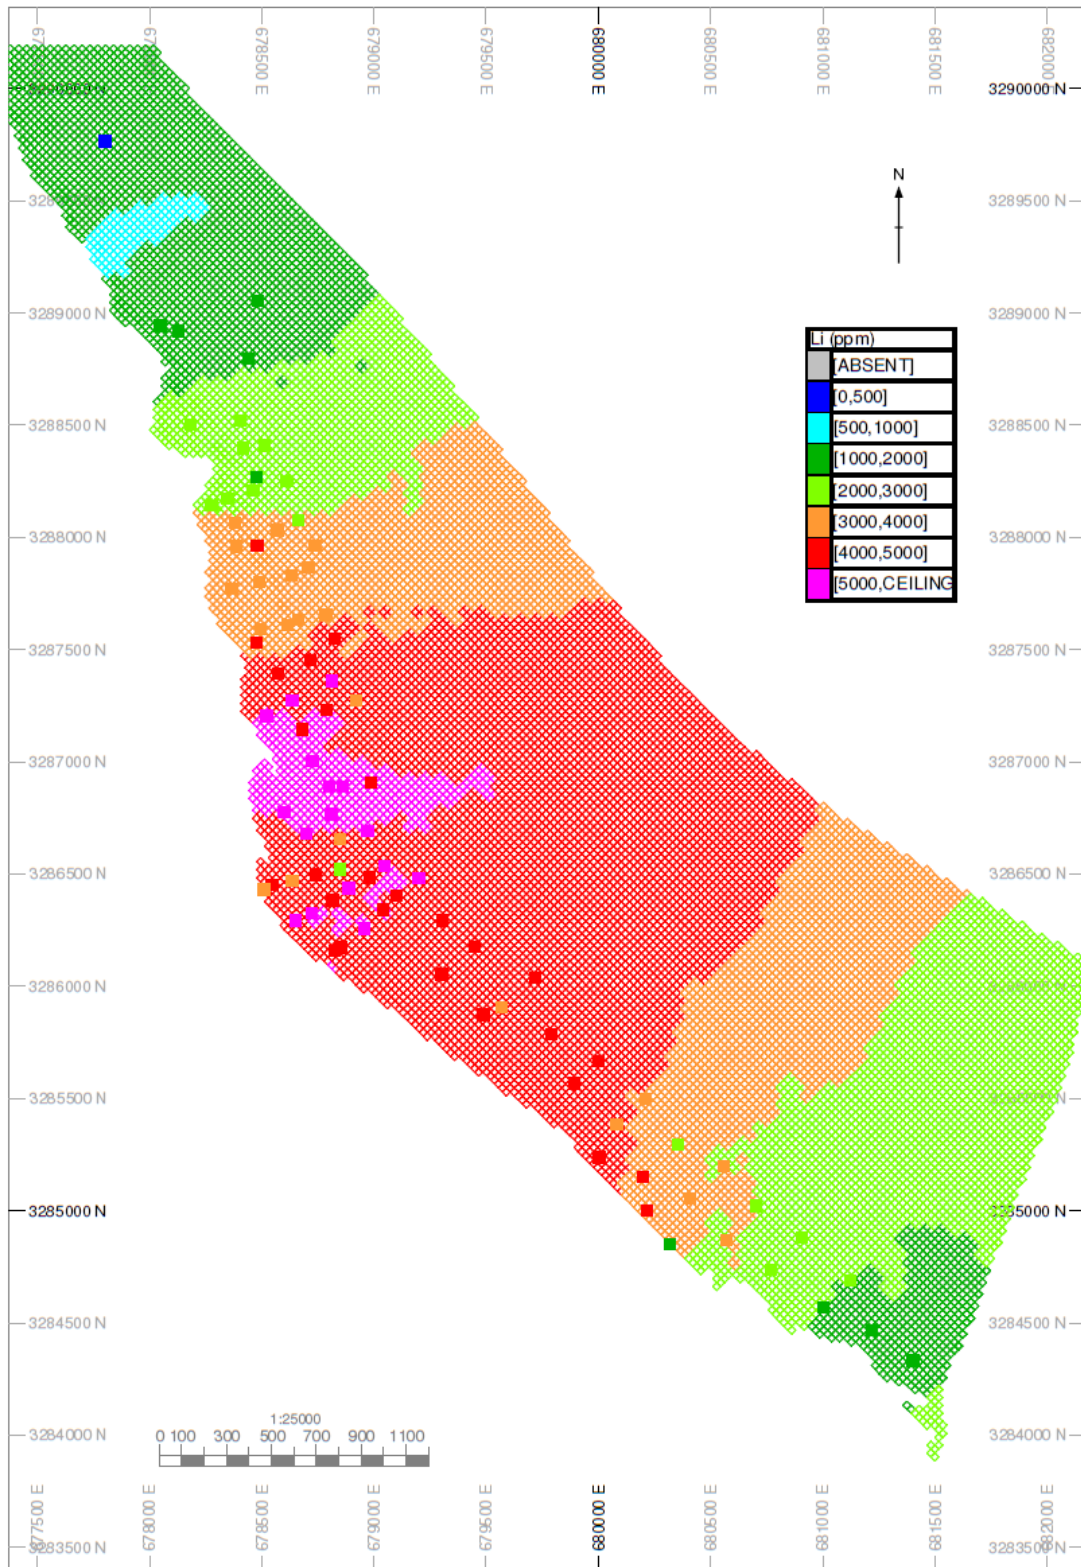 678500 E
679000 E
679500 E
680000 E
680500 E
681000 E
681500 E
3290000 N
N
3289500 N
3289000 N
3289000 N
Li (ppm)
[ABSENT]
[0,500]
[500,1000]
[1000,2000]
[2000,3000]
[3000,4000]
[4000,5000]
[5000,CEILING
3288500 N
3288500 N
3288000 N
3288000 N
3287500 N
3287500 N
3287000 N
3287000 N
3286500 N
3286500 N
3286000 N
3285500 N
3285000 N
3285000 N
3284500 N
3284500 N
1:25000
0 100 300 500 700 900 1100
3284000 N
3284000 N
677500 E
678000 E
678500 E
679000 E
679500 E
680000 E
680500 E
681000 E
681500 E
682000 E
3283500 N
3283500 N